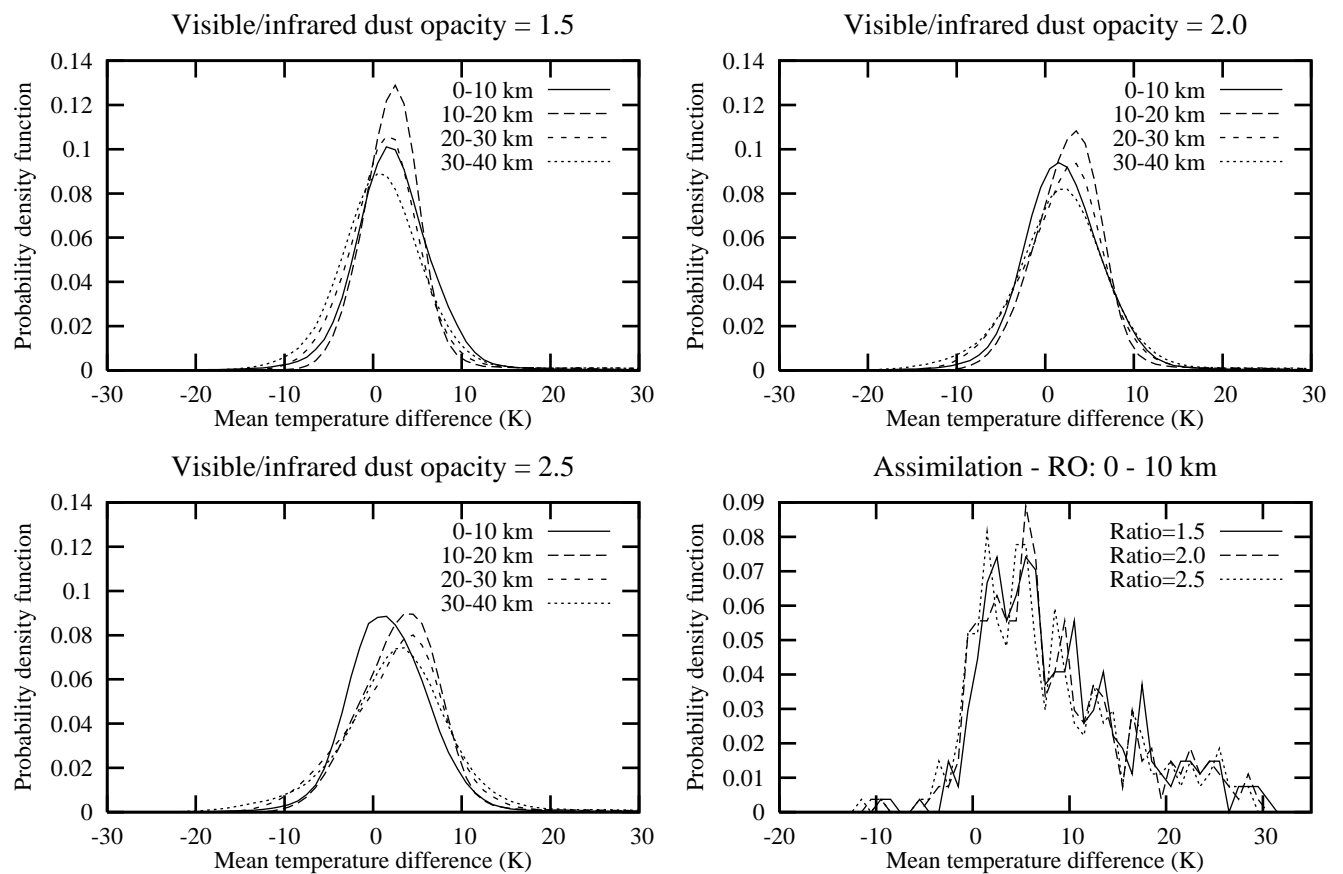 Visible/infrared dust opacity = 1.5
0.14
0.12
0.1
0.08
0.06
0.04
0.02
0
Probability density function
0-10 km
10-20 km
20-30 km
30-40 km
-30 -20 -10 0 10 20 30
Mean temperature difference (K)
Visible/infrared dust opacity = 2.0
0.14
0.12
0.1
0.08
0.06
0.04
0.02
0
Probability density function
0-10 km
10-20 km
20-30 km
30-40 km
-30 -20 -10 0 10 20 30
Mean temperature difference (K)
Visible/infrared dust opacity = 2.5
0.14
0.12
0.1
0.08
0.06
0.04
0.02
0
Probability density function
0-10 km
10-20 km
20-30 km
30-40 km
-30 -20 -10 0 10 20 30
Mean temperature difference (K)
Assimilation - RO: 0 - 10 km
0.09
0.08
0.07
0.06
0.05
0.04
0.03
0.02
0.01
0
Probability density function
Ratio=1.5
Ratio=2.0
Ratio=2.5
-20 -10 0 10 20 30
Mean temperature difference (K)